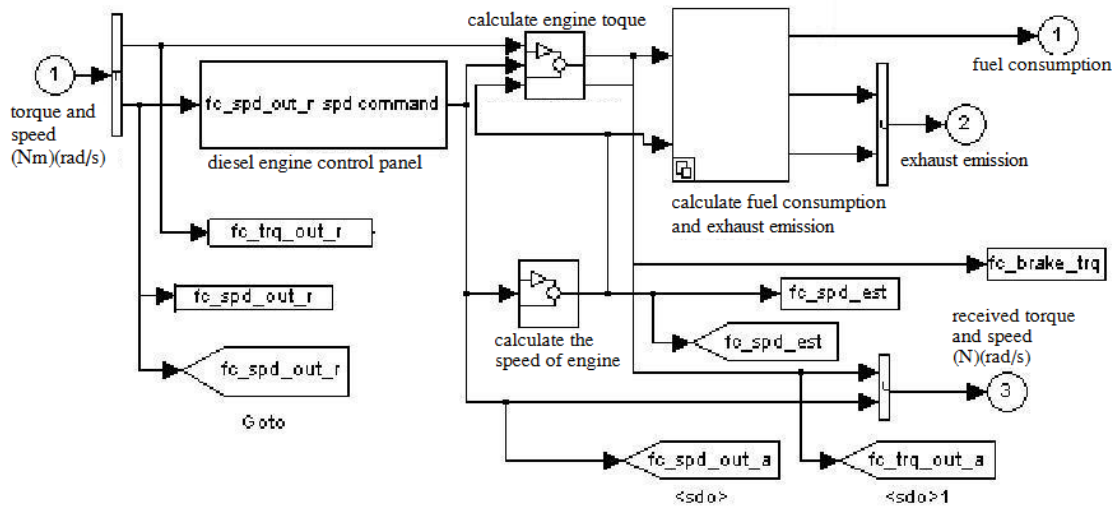 calculate engine toque
1
torque and
speed
(Nm)(rad/s)
fc_spd_out_r spd command
diesel engine control panel
1
fuel consumption
2
exhaust emission
calculate fuel consumption
and exhaust emission
fc_trq_out_r
fc_spd_out_r
fc_spd_out_r
Goto
calculate the
speed of engine
fc_brake_trq
fc_spd_est
fc_spd_est
received torque
and speed
(N)(rad/s)
3
fc_spd_out_a
<sdo>
fc_trq_out_a
<sdo>1